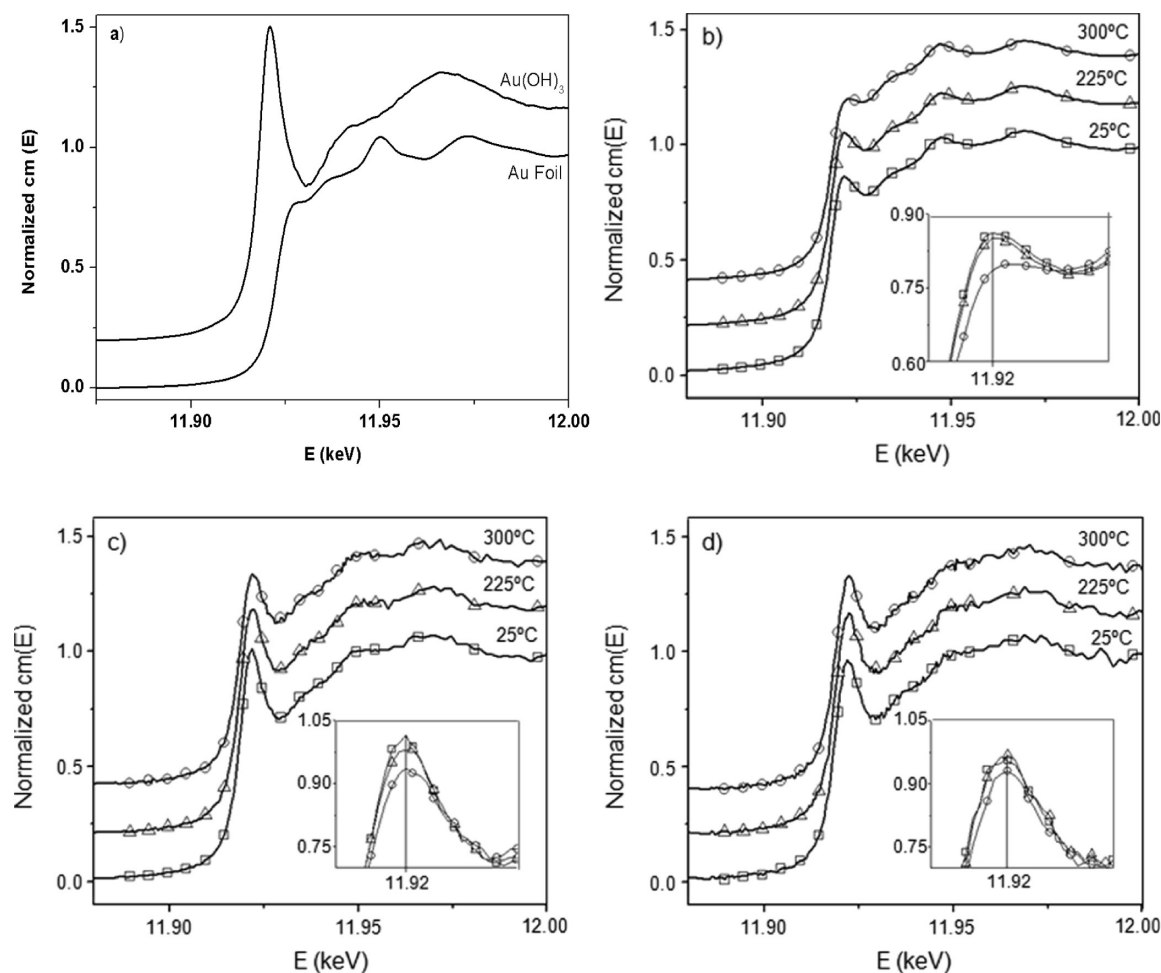 a)
1.5
1.0
0.5
0.0
Normalized cm (E)
Au(OH)3
Au Foil
11.90
11.95
12.00
E (keV)
b)
1.5
1.0
0.5
0.0
Normalized cm(E)
300ºC
225ºC
25ºC
0.90
0.75
0.60
11.92
11.90
11.95
12.00
E (keV)
c)
1.5
1.0
0.5
0.0
Normalized cm(E)
300ºC
225ºC
25ºC
1.05
0.90
0.75
11.92
11.90
11.95
12.00
E (keV)
d)
1.5
1.0
0.5
0.0
Normalized cm(E)
300ºC
225ºC
25ºC
1.05
0.90
0.75
11.92
11.90
11.95
12.00
E (keV)